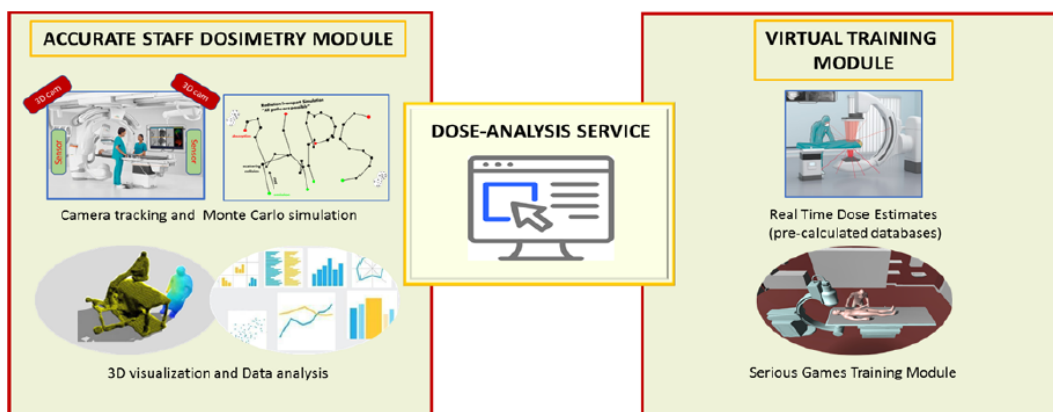 ACCURATE STAFF DOSIMETRY MODULE
3D cam
3D cam
Sensor
Sensor
Radiation transport Simulation
Camera tracking and Monte Carlo simulation
3D visualization and Data analysis
DOSE-ANALYSIS SERVICE
VIRTUAL TRAINING
MODULE
Real Time Dose Estimates
(pre-calculated databases)
Serious Games Training Module